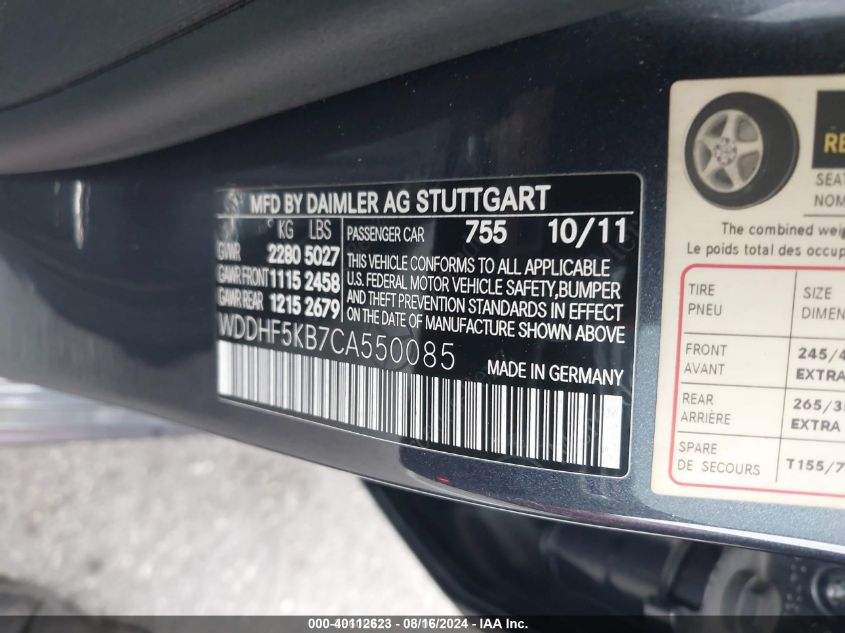 MFD BY DAIMLER AG STUTTGART
KG LBS
GVWR 2280 5027
GAWR FRONT 1115 2458
GAWR REAR 1215 2679
PASSENGER CAR 755 10/11
THIS VEHICLE CONFORMS TO ALL APPLICABLE
U.S. FEDERAL MOTOR VEHICLE SAFETY,BUMPER
AND THEFT PREVENTION STANDARDS IN EFFECT
ON THE DATE OF MANUFACTURE SHOWN ABOVE
WDDHF5KB7CA550085
MADE IN GERMANY
The combined
Le poids total des
TIRE
PNEU
SIZE
FRONT
AVANT
245/4
EXTRA
REAR
ARRIÈRE
265/3
EXTRA
SPARE
DE SECOURS
T155/7
000-40112623 - 08/16/2024 - IAA Inc.